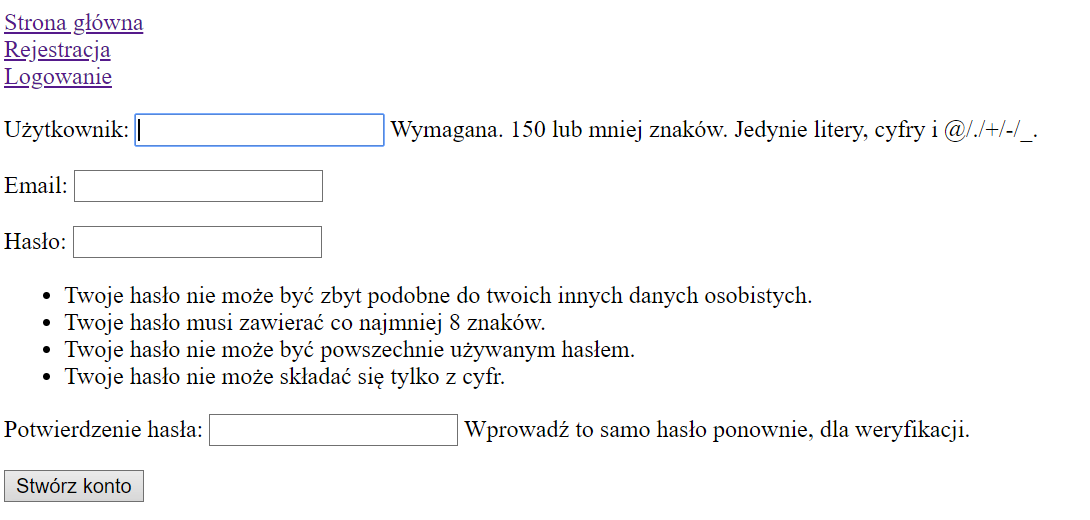 Strona główna
Rejestracja
Logowanie
Użytkownik: Wymagana. 150 lub mniej znaków. Jedynie litery, cyfry i @/./+/-/_.
Email:
Hasło:
• Twoje hasło nie może być zbyt podobne do twoich innych danych osobistych.
• Twoje hasło musi zawierać co najmniej 8 znaków.
• Twoje hasło nie może być powszechnie używanym hasłem.
• Twoje hasło nie może składać się tylko z cyfr.
Potwierdzenie hasła: Wprowadź to samo hasło ponownie, dla weryfikacji.
Stwórz konto